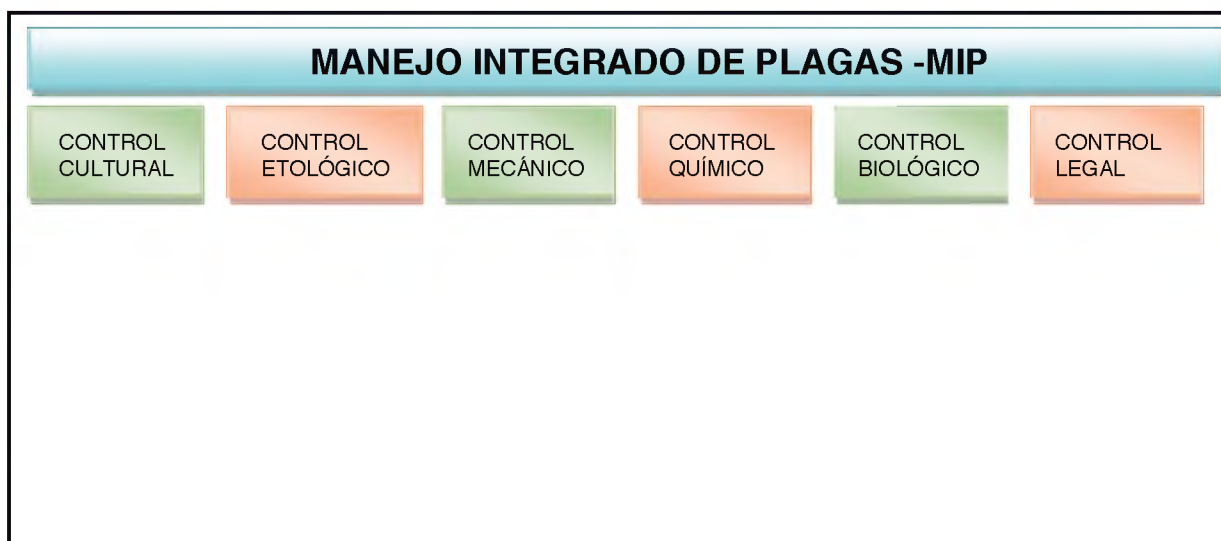 MANEJO INTEGRADO DE PLAGAS -MIP
CONTROL
CULTURAL
CONTROL
ETOLÓGICO
CONTROL
MECÁNICO
CONTROL
QUÍMICO
CONTROL
BIOLÓGICO
CONTROL
LEGAL